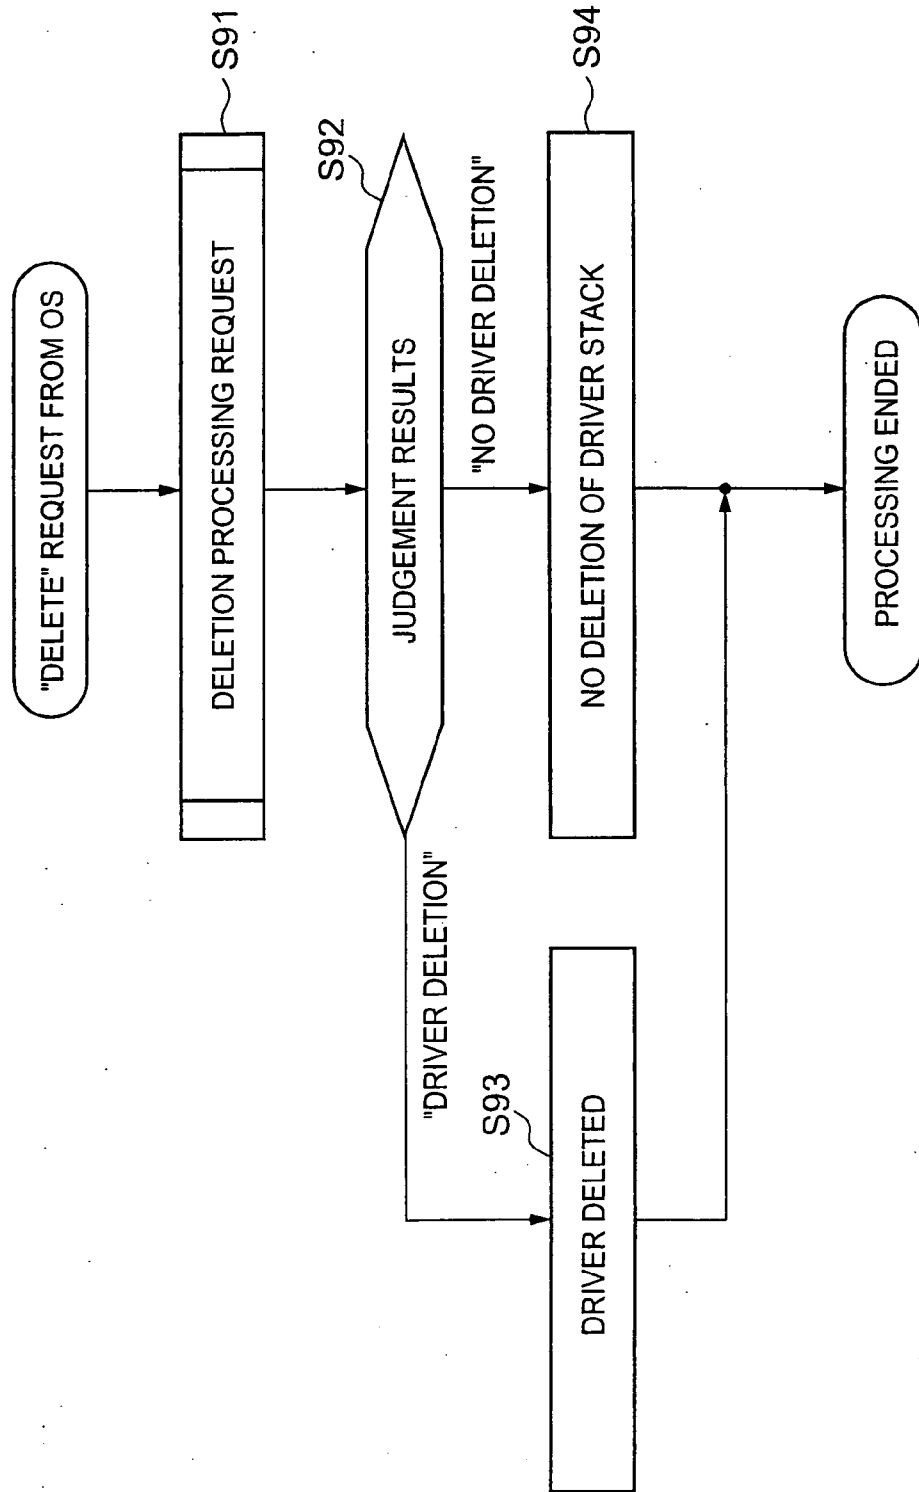 "DELETE" REQUEST FROM OS
DELETION PROCESSING REQUEST
S91
JUDGEMENT RESULTS
S92
"DRIVER DELETION"
"NO DRIVER DELETION"
DRIVER DELETED
S93
NO DELETION OF DRIVER STACK
S94
PROCESSING ENDED